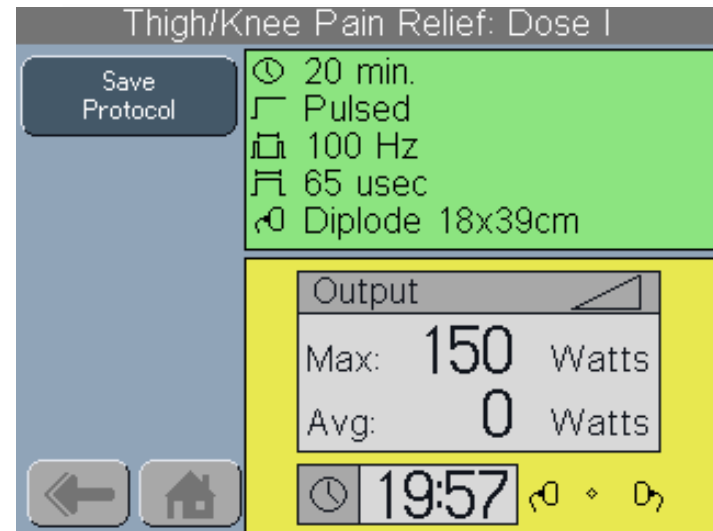 Thigh/Knee Pain Relief: Dose I
Save
Protocol
20 min.
Pulsed
100 Hz
65 usec
Diplode 18x39cm
Output
Max: 150 Watts
Avg: 0 Watts
19:57